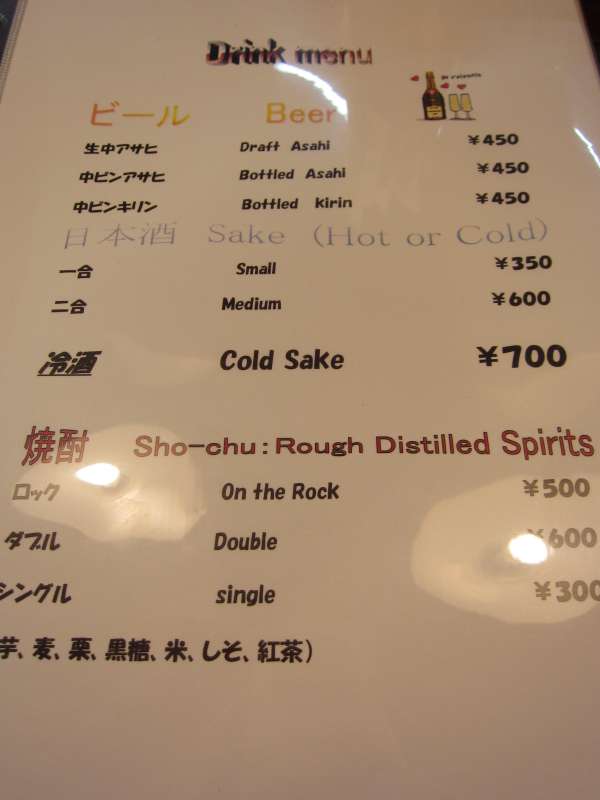 Drink menu
ビール Beer
生中アサヒ Draft Asahi ¥450
中ビンアサヒ Bottled Asahi ¥450
中ビンキリン Bottled kirin ¥450
日本酒 Sake (Hot or Cold)
一合 Small ¥350
二合 Medium ¥600
冷酒 Cold Sake ¥700
焼酎 Sho-chu：Rough Distilled Spirits
ロック On the Rock ¥500
ダブル Double ¥600
シングル single ¥300
芋、麦、栗、黒糖、米、しそ、紅茶）